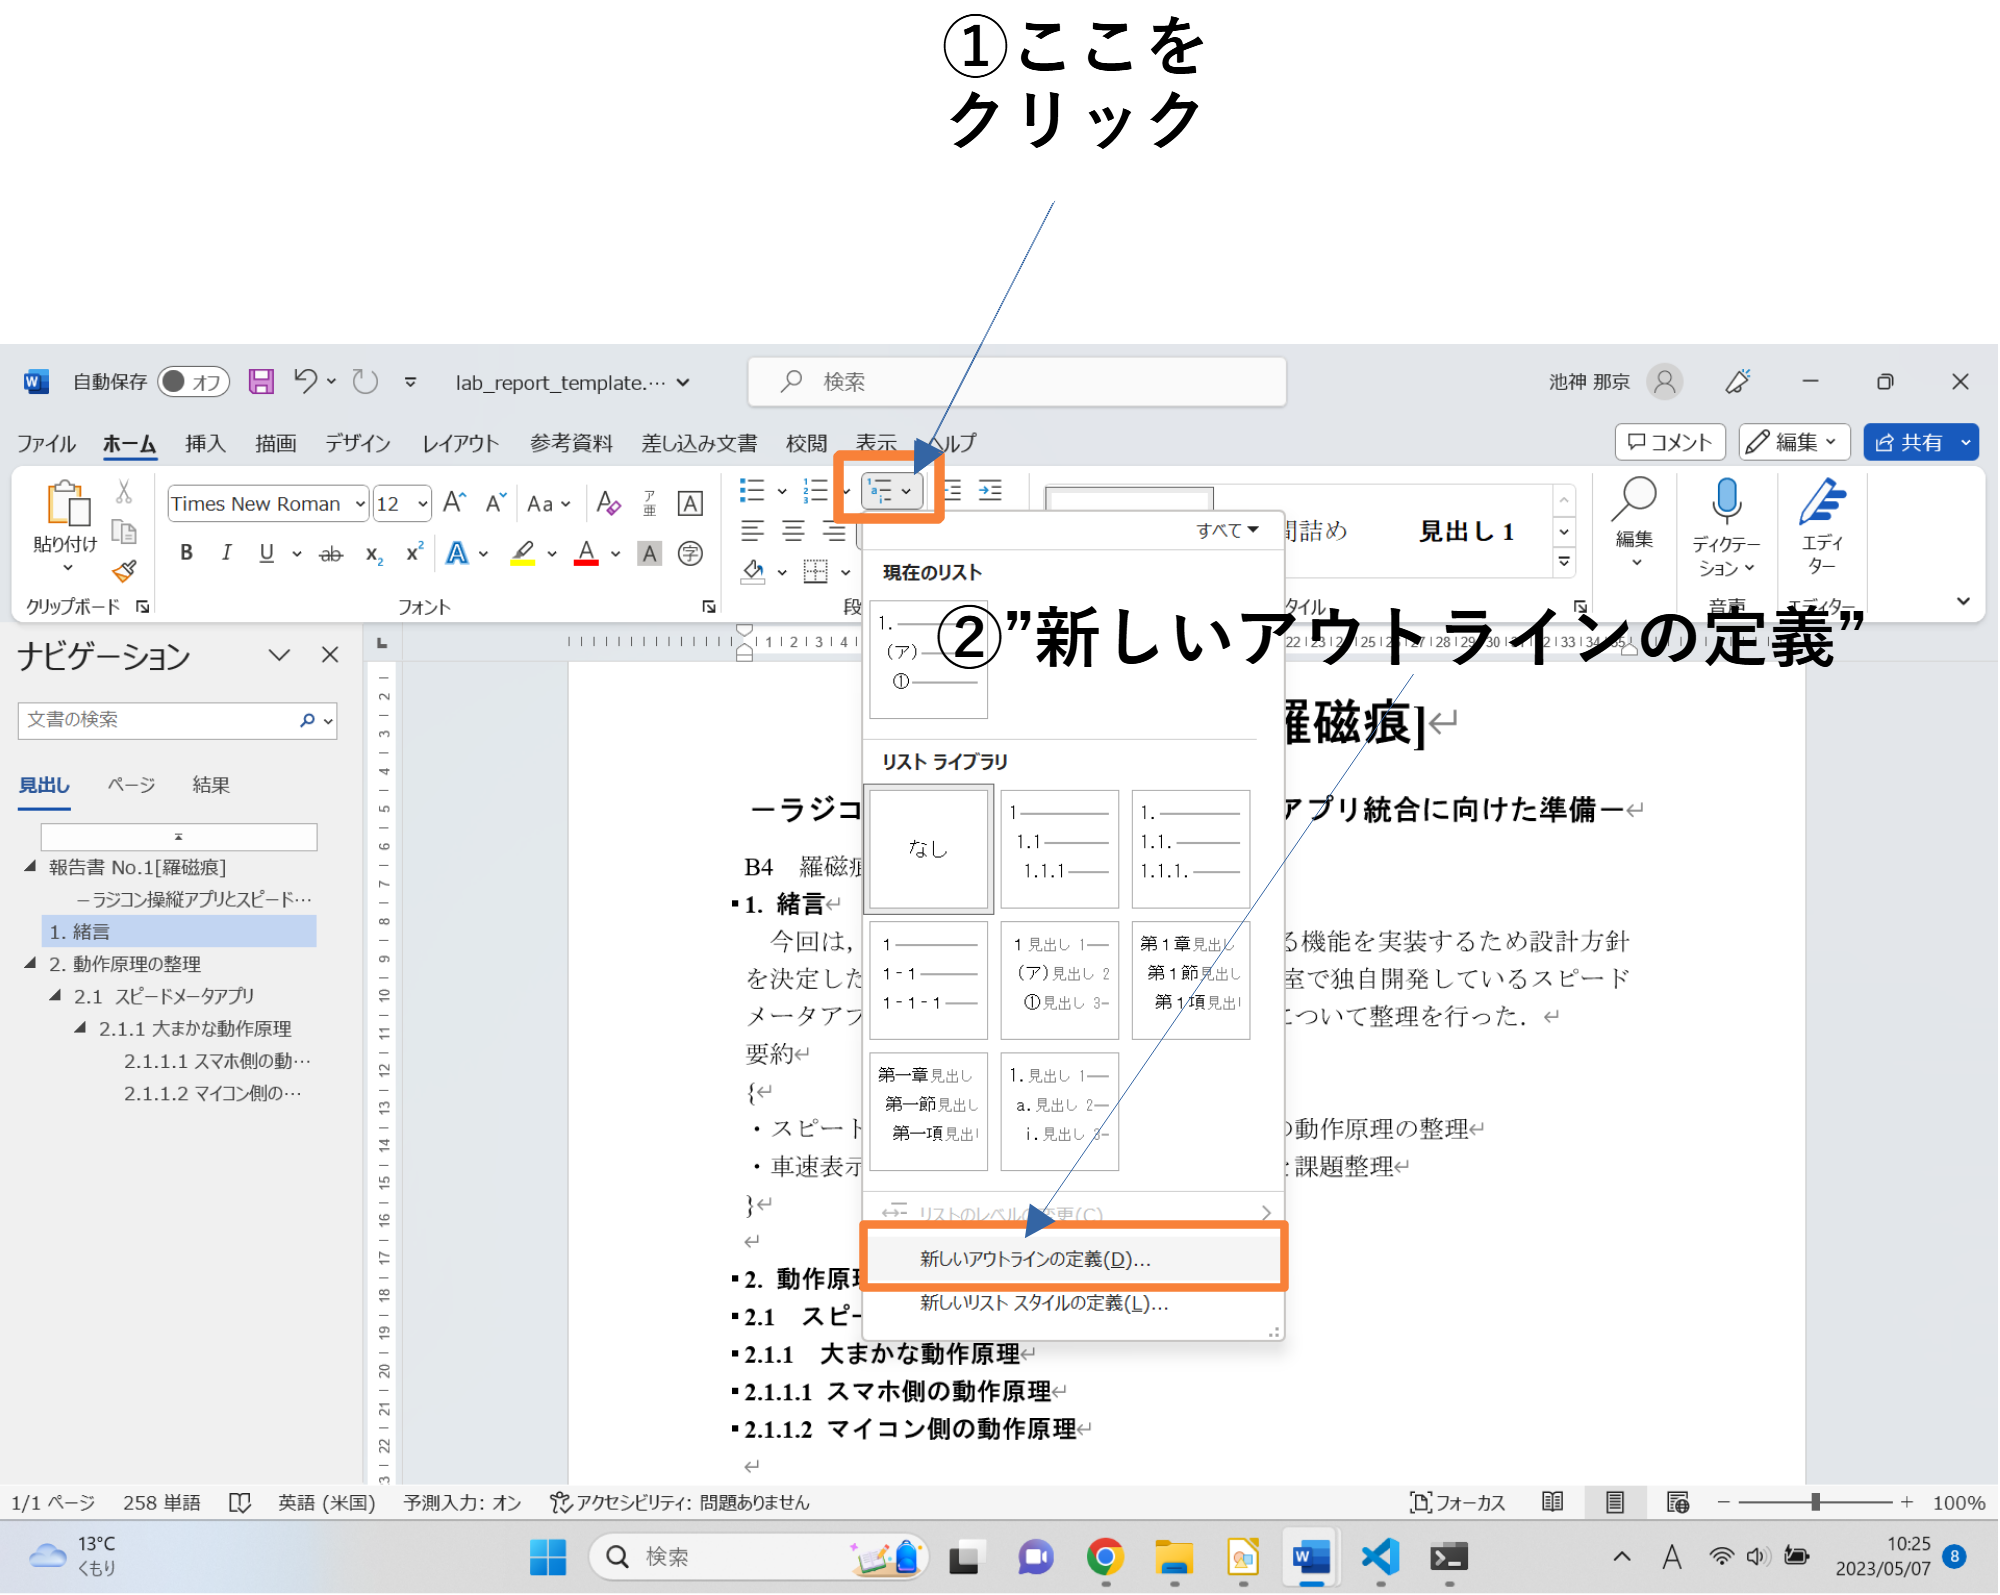 ①ここを
クリック
自動保存 オフ
lab_report_template.… 
検索
池神 那京
ファイル ホーム 挿入 描画 デザイン レイアウト 参考資料 差し込み文書 校閲 表示 ヘルプ
コメント 編集 共有
貼り付け
クリップボード
Times New Roman 12
フォント
段
すべて
間詰め 見出し 1
タイル
編集
ディクテー
ション
音声
エディ
ター
エディター
②”新しいアウトラインの定義”
ナビゲーション
文書の検索
見出し ページ 結果
報告書 No.1[羅磁痕]
－ラジコン操縦アプリとスピード…
1. 緒言
2. 動作原理の整理
2.1 スピードメータアプリ
2.1.1 大まかな動作原理
2.1.1.1 スマホ側の動…
2.1.1.2 マイコン側の…
現在のリスト
1.
(ア)
①
リスト ライブラリ
なし
1
1.1
1.1.1
1.
1.1.
1.1.1.
1
1-1
1-1-1
1 見出し 1
(ア)見出し 2
①見出し 3
第 1 章見出し
第 1 節見出し
第 1 項見出し
第一章見出し
第一節見出し
第一項見出し
1. 見出し 1
a. 見出し 2
i. 見出し 3
リストのレベルの変更(C)
新しいアウトラインの定義(D)...
新しいリスト スタイルの定義(L)...
羅磁痕]
－ラジコ
アプリ統合に向けた準備－
B4 羅磁痕
1. 緒言
今回は,
る機能を実装するため設計方針
を決定した
室で独自開発しているスピード
メータアプ
について整理を行った.
要約
{
・スピード
の動作原理の整理
・車速表示
と課題整理
}
2. 動作原理
2.1 スピー
2.1.1 大まかな動作原理
2.1.1.1 スマホ側の動作原理
2.1.1.2 マイコン側の動作原理
1/1 ページ 258 単語 英語 (米国) 予測入力: オン アクセシビリティ: 問題ありません
フォーカス 100%
13°C
くもり
検索
A
10:25
2023/05/07
8